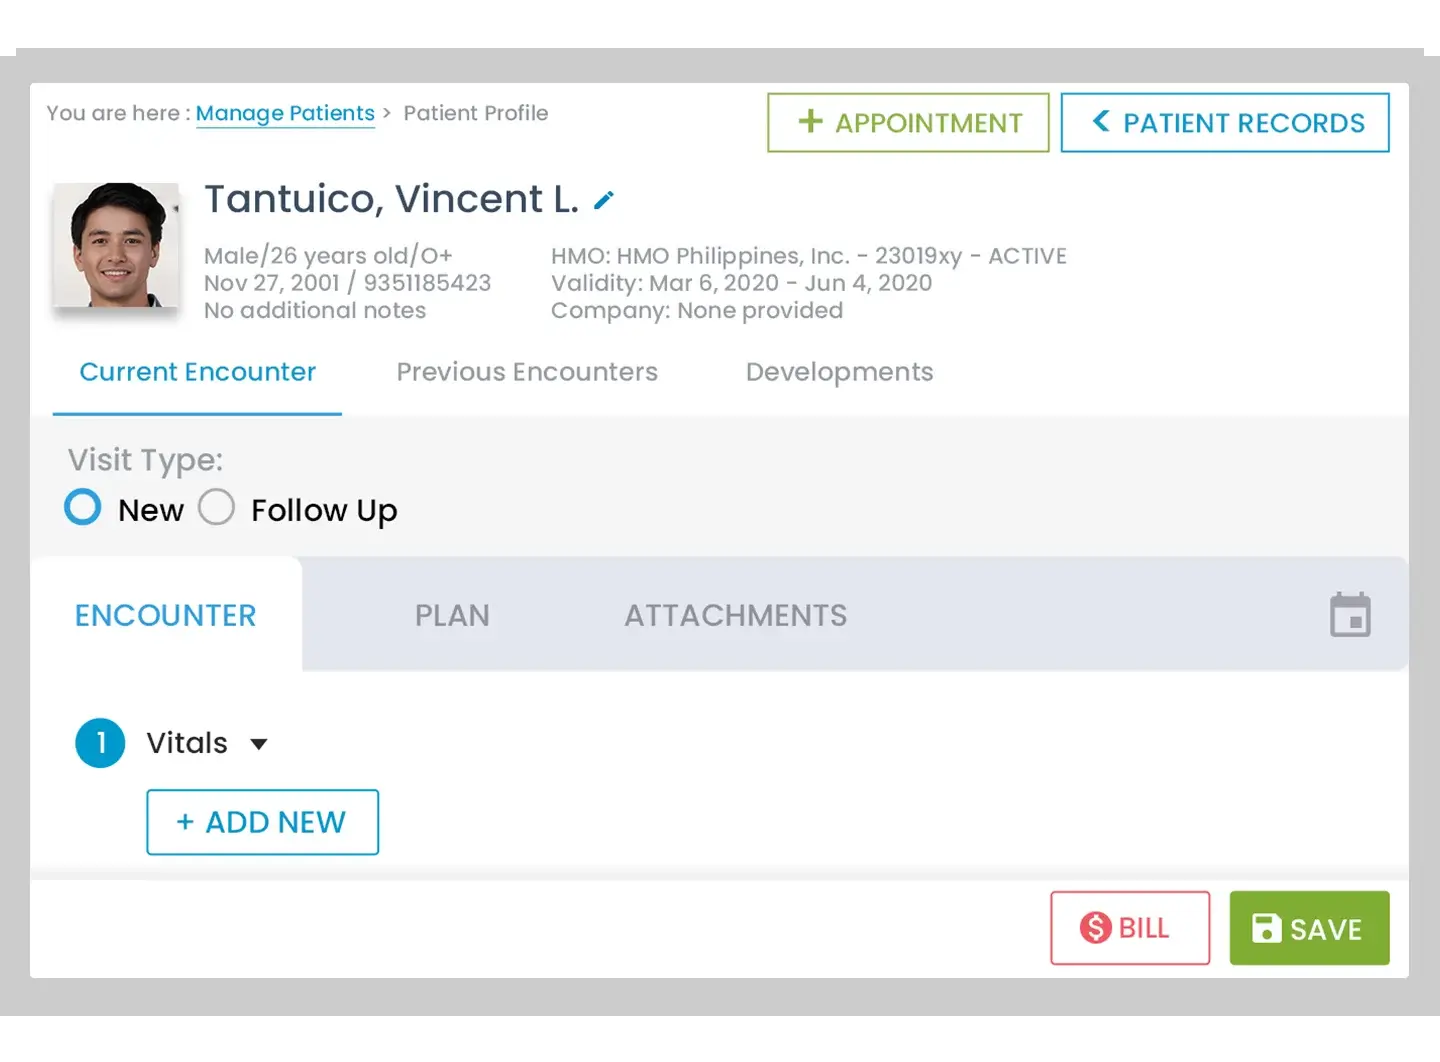 You are here : Manage Patients > Patient Profile
+ APPOINTMENT
< PATIENT RECORDS
Tantuico, Vincent L.
Male/26 years old/O+
Nov 27, 2001 / 9351185423
No additional notes
HMO: HMO Philippines, Inc. - 23019xy - ACTIVE
Validity: Mar 6, 2020 - Jun 4, 2020
Company: None provided
Current Encounter
Previous Encounters
Developments
Visit Type:
New
Follow Up
ENCOUNTER
PLAN
ATTACHMENTS
1 Vitals
+ ADD NEW
$ BILL
SAVE